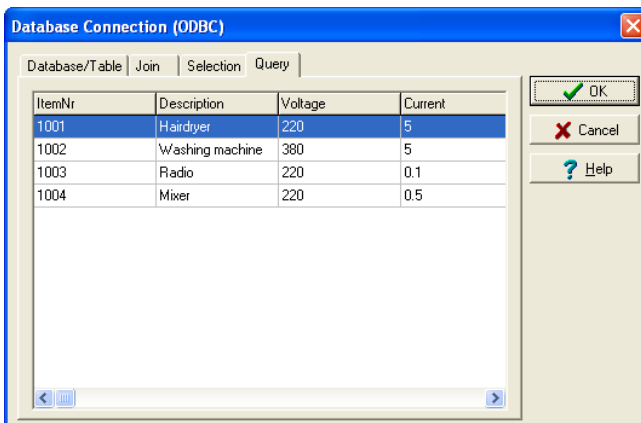 Database Connection (ODBC)
Database/Table Join Selection Query
ItemNr Description Voltage Current
1001 Hairdryer 220 5
1002 Washing machine 380 5
1003 Radio 220 0.1
1004 Mixer 220 0.5
OK
Cancel
Help